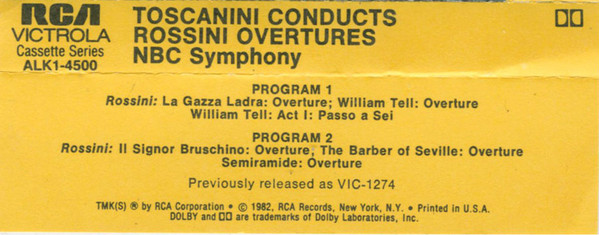 RCA
VICTROLA
Cassette Series
ALK1-4500
TOSCANINI CONDUCTS
ROSSINI OVERTURES
NBC Symphony
PROGRAM 1
Rossini: La Gazza Ladra: Overture; William Tell: Overture
William Tell: Act I: Passo a Sei
PROGRAM 2
Rossini: Il Signor Bruschino: Overture, The Barber of Seville: Overture
Semiramide: Overture
Previously released as VIC-1274
TMK(S) ® by RCA Corporation • © 1982, RCA Records, New York, N.Y. • Printed in U.S.A.
DOLBY and DD are trademarks of Dolby Laboratories, Inc.